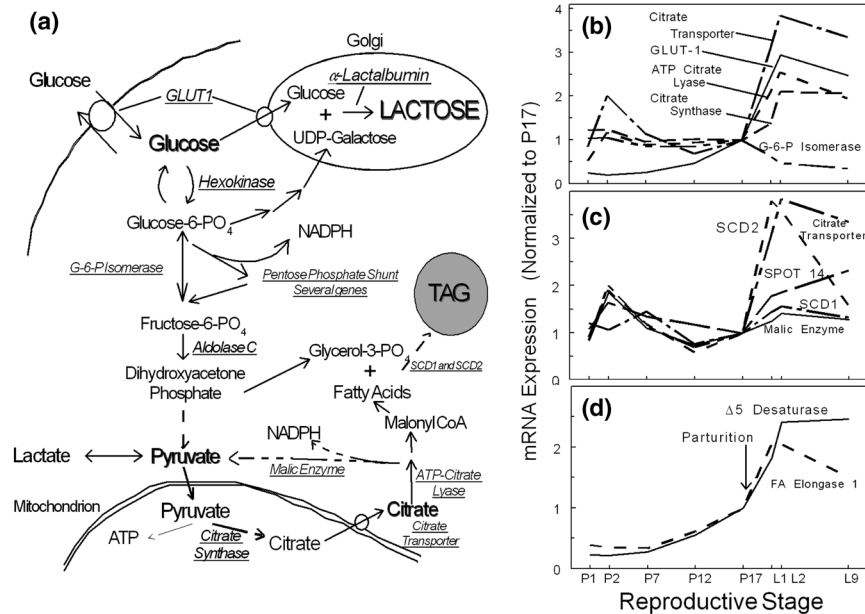 (a)
Golgi
Glucose
GLUT1
α-Lactalbumin
Glucose
+
LACTOSE
UDP-Galactose
Glucose
Hexokinase
Glucose-6-PO4
NADPH
G-6-P Isomerase
Pentose Phosphate Shunt
Several genes
TAG
Fructose-6-PO4
Aldolase C
Glycerol-3-PO4
SCD1 and SCD2
+
Dihydroxyacetone
Phosphate
Fatty Acids
Malonyl CoA
NADPH
Lactate
Pyruvate
Malic Enzyme
ATP-Citrate
Lyase
Mitochondrion
Pyruvate
Citrate
ATP
Citrate
Synthase
Citrate
Citrate
Transporter
mRNA Expression (Normalized to P17)
(b)
4
3
2
1
0
Citrate
Transporter
GLUT-1
ATP Citrate
Lyase
Citrate
Synthase
G-6-P Isomerase
(c)
3
2
1
0
SCD2
Citrate
Transporter
SPOT 14
SCD1
Malic Enzyme
(d)
2
1
0
Δ5 Desaturase
Parturition
FA Elongase 1
P1 P2 P7 P12 P17 L1 L2 L9
Reproductive Stage